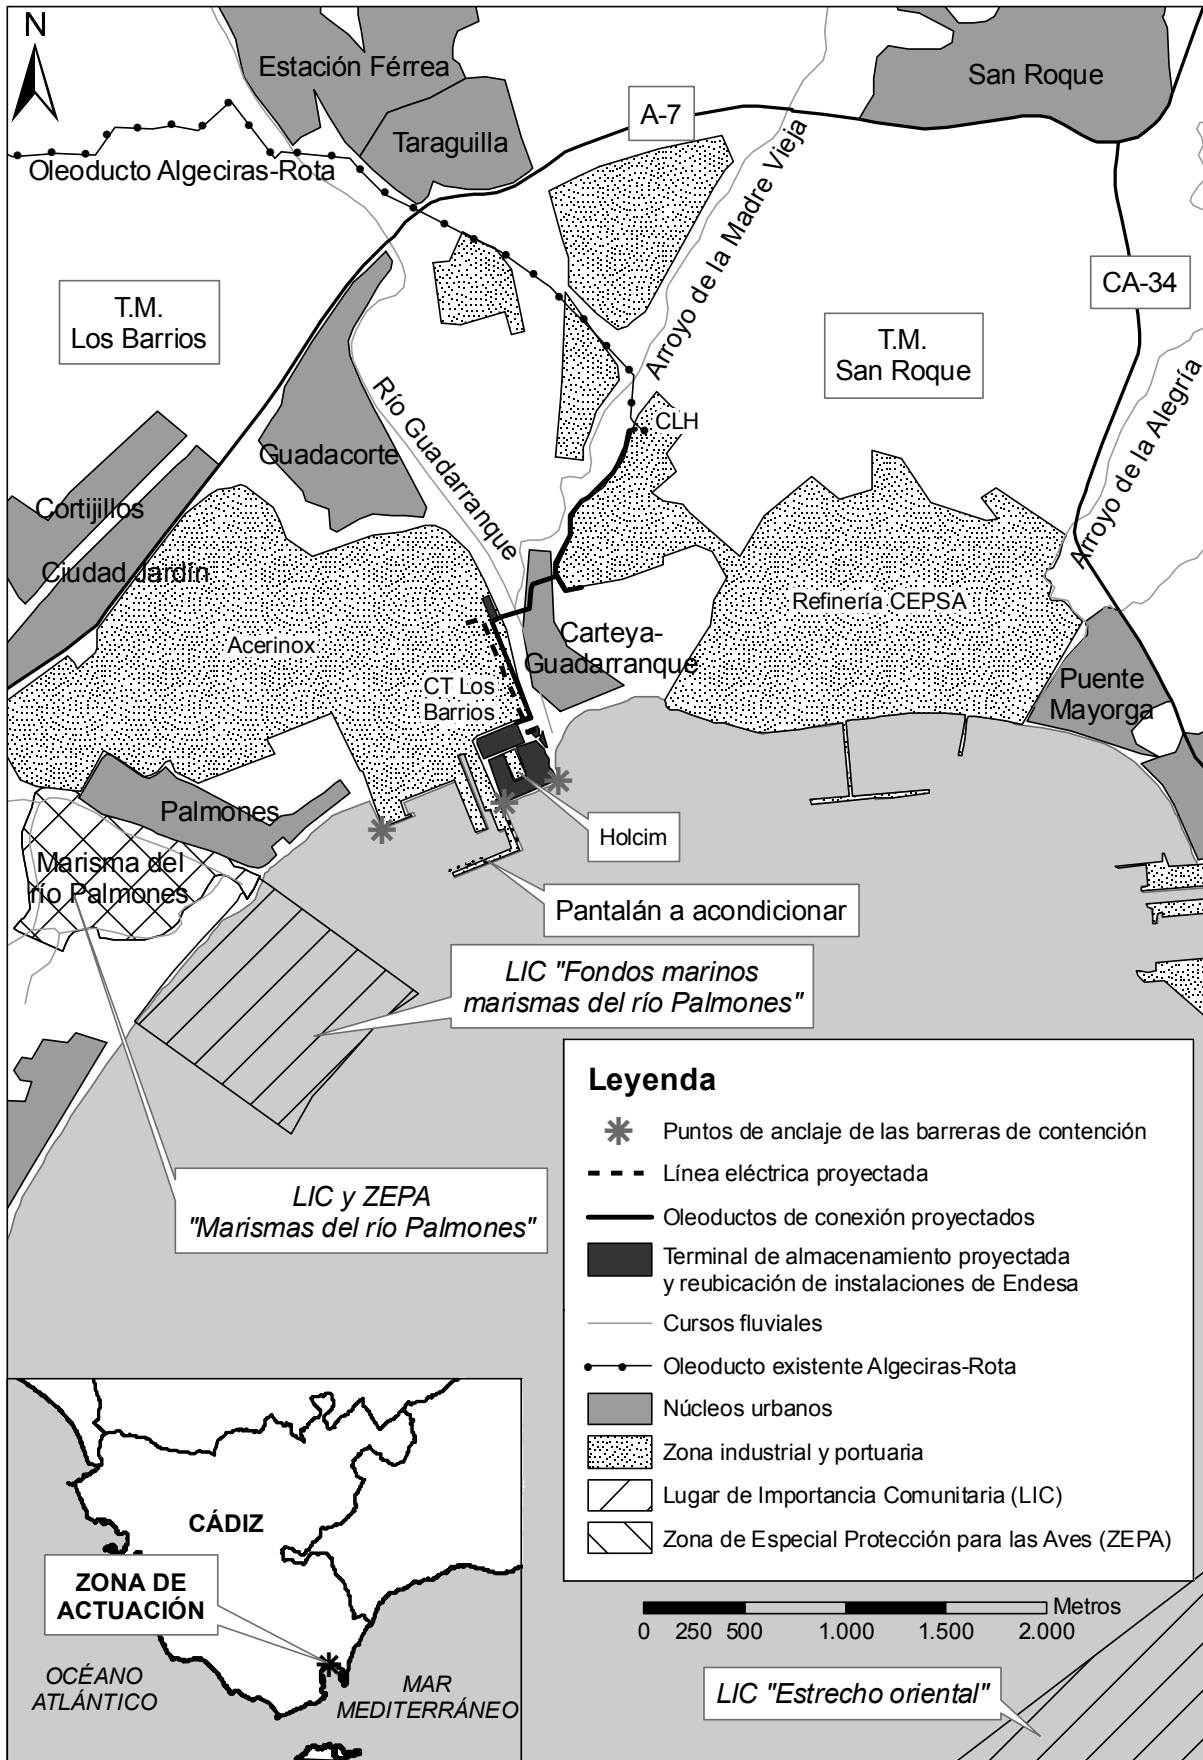 N
Estación Férrea
San Roque
A-7
Taraguilla
Oleoducto Algeciras-Rota
Arroyo de la Madre Vieja
T.M.
Los Barrios
CA-34
T.M.
San Roque
Río Guadarranque
Arroyo de la Alegría
CLH
Guadacorte
Cortijillos
Ciudad Jardín
Refinería CEPSA
Acerinox
Carteya-
Guadarranque
CT Los
Barrios
Puente
Mayorga
Palmones
Holcim
Marisma del
río Palmones
Pantalán a acondicionar
LIC "Fondos marinos
marismas del río Palmones"
LIC y ZEPA
"Marismas del río Palmones"
Leyenda
Puntos de anclaje de las barreras de contención
Línea eléctrica proyectada
Oleoductos de conexión proyectados
Terminal de almacenamiento proyectada
y reubicación de instalaciones de Endesa
Cursos fluviales
Oleoducto existente Algeciras-Rota
Núcleos urbanos
Zona industrial y portuaria
Lugar de Importancia Comunitaria (LIC)
Zona de Especial Protección para las Aves (ZEPA)
Metros
0 250 500 1.000 1.500 2.000
LIC "Estrecho oriental"
CÁDIZ
ZONA DE
ACTUACIÓN
OCÉANO
ATLÁNTICO
MAR
MEDITERRÁNEO